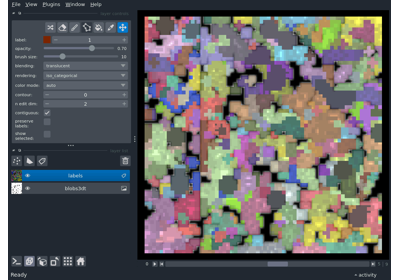 File View Plugins Window Help
label: 1
opacity: 0.70
brush size: 10
blending: translucent
rendering: iso_categorical
color mode: auto
contour: 0
n edit dim: 2
contiguous:
preserve
labels:
show
selected:
labels
blobs3dt
Ready
activity